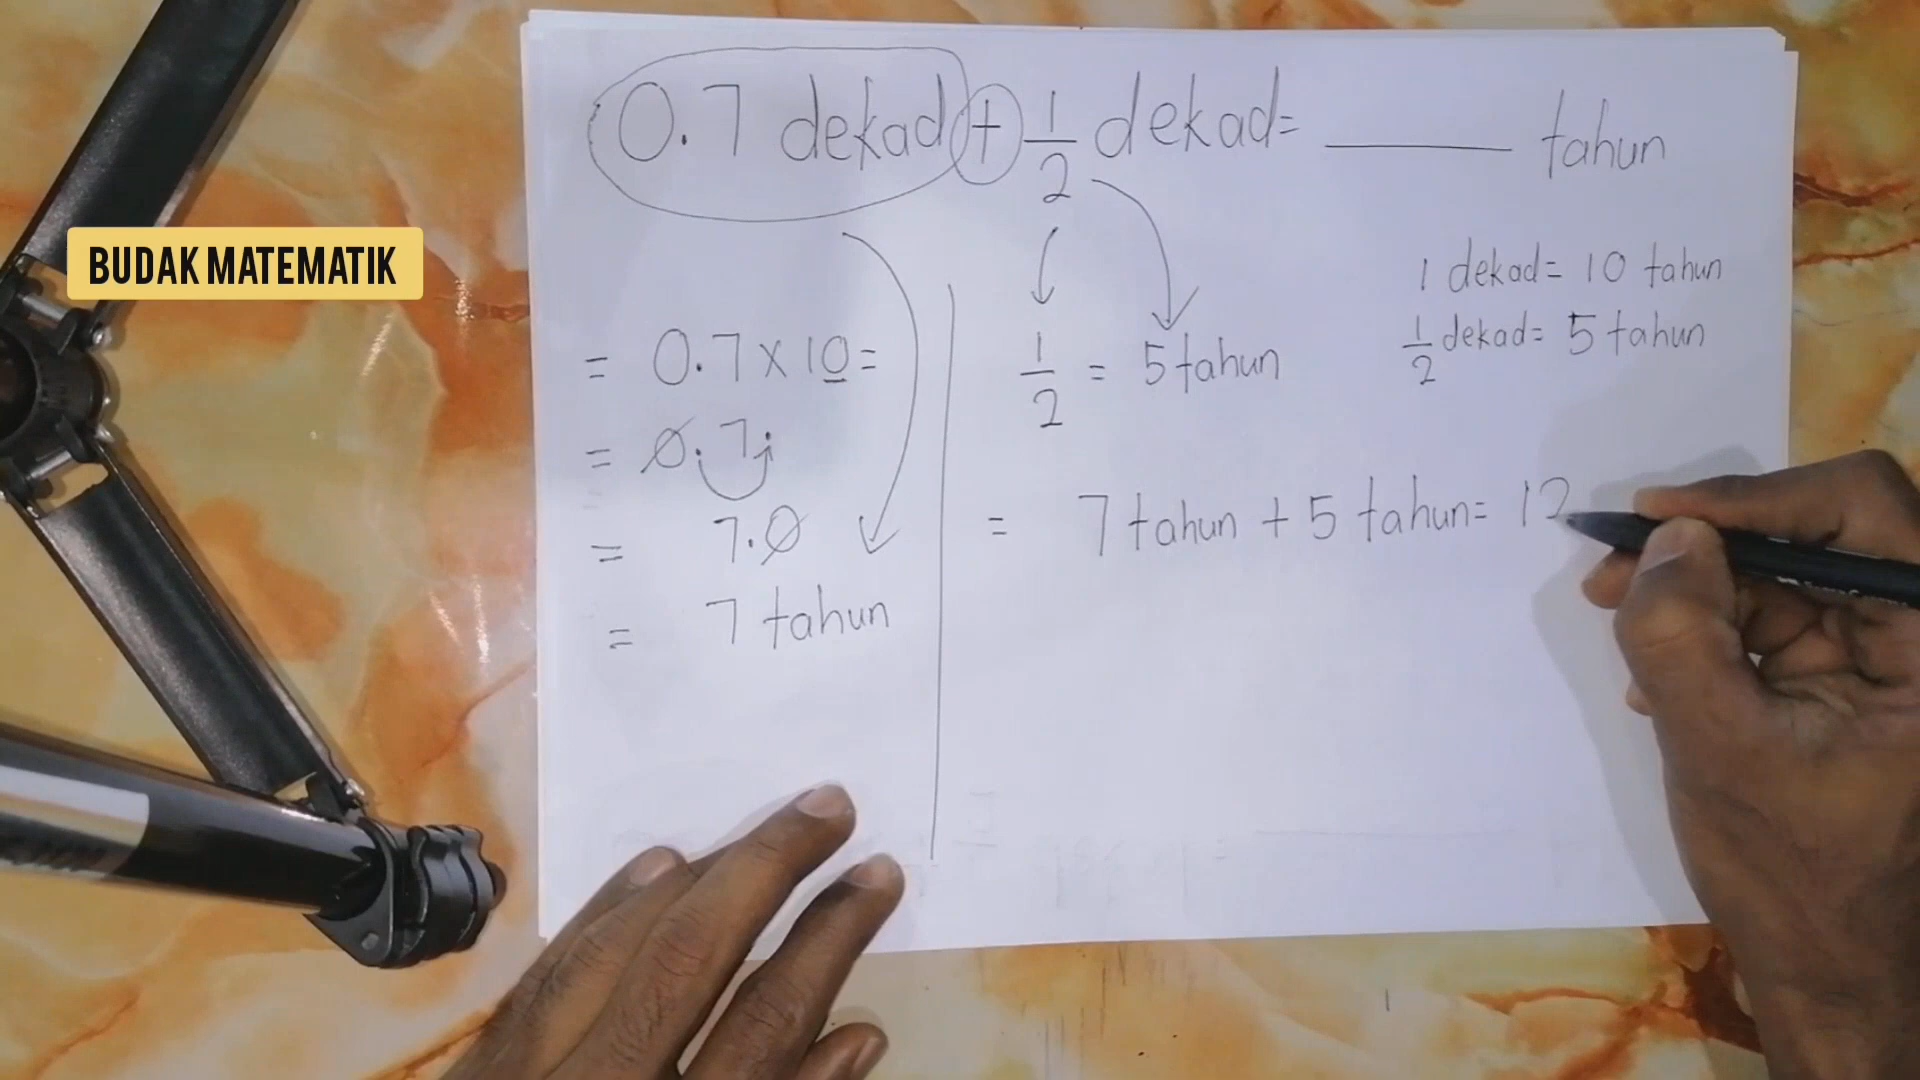 0.7 dekad + 1/2 dekad = ______ tahun
BUDAK MATEMATIK
1 dekad = 10 tahun
1/2 dekad = 5 tahun
= 0.7 x 10 =
= 0.7.
= 7.0
= 7 tahun
1/2 = 5 tahun
= 7 tahun + 5 tahun = 12